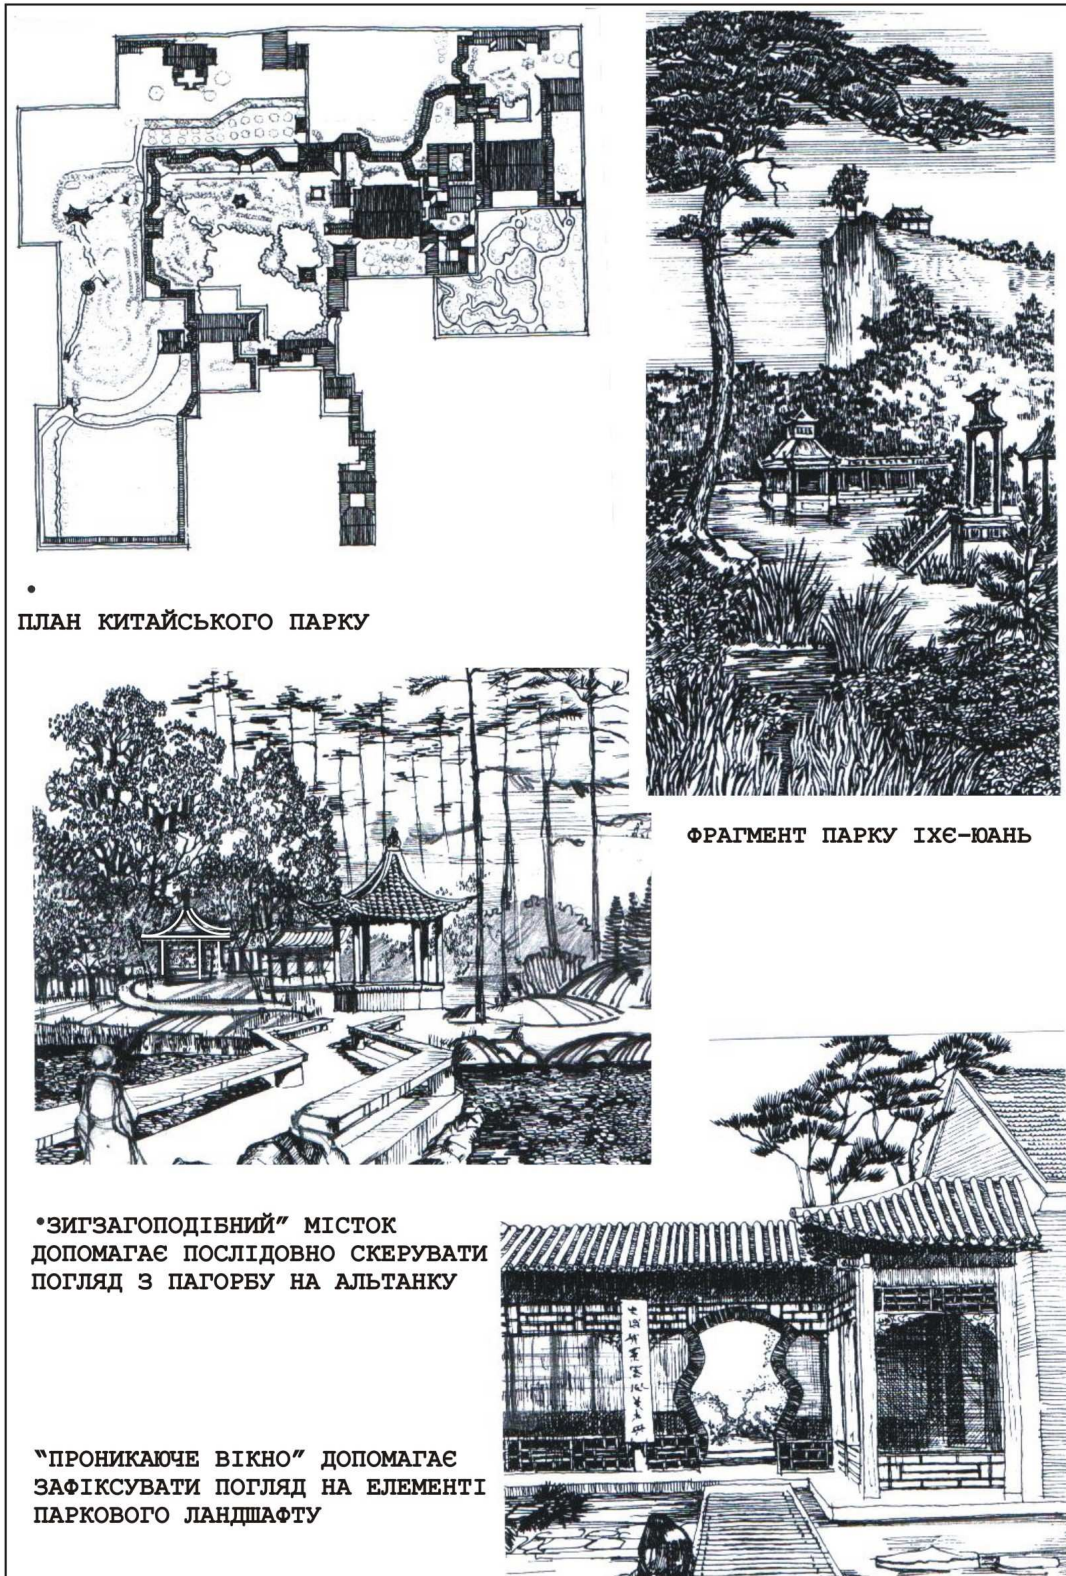 ПЛАН КИТАЙСЬКОГО ПАРКУ
ФРАГМЕНТ ПАРКУ ІХЄ-ЮАНЬ
•ЗИГЗАГОПОДІБНИЙ” МІСТОК
ДОПОМАГАЄ ПОСЛІДОВНО СКЕРУВАТИ
ПОГЛЯД З ПАГОРБУ НА АЛЬТАНКУ
“ПРОНИКАЮЧЕ ВІКНО” ДОПОМАГАЄ
ЗАФІКСУВАТИ ПОГЛЯД НА ЕЛЕМЕНТІ
ПАРКОВОГО ЛАНДШАФТУ